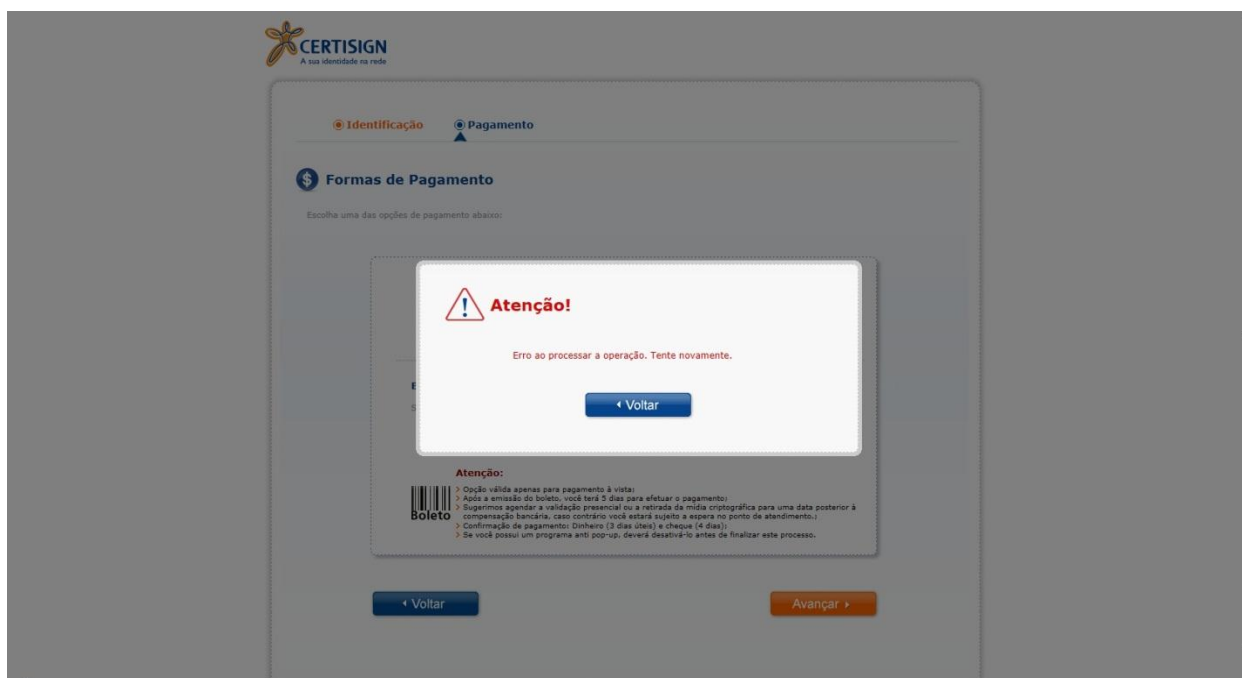 CERTISIGN
A sua identidade na rede
Identificação
Pagamento
Formas de Pagamento
Escolha uma das opções de pagamento abaixo:
Atenção!
Erro ao processar a operação. Tente novamente.
Voltar
Atenção:
Opção válida apenas para pagamento à vista;
Após a emissão do boleto, você terá 5 dias para efetuar o pagamento;
Sugerimos agendar a validação presencial ou a retirada da mídia criptográfica para uma data posterior à
compensação bancária, caso contrário você estará sujeito a espera no ponto de atendimento.;
Confirmação de pagamento: Dinheiro (3 dias úteis) e cheque (4 dias);
Se você possui um programa anti pop-up, deverá desativá-lo antes de finalizar este processo.
Boleto
Voltar
Avançar